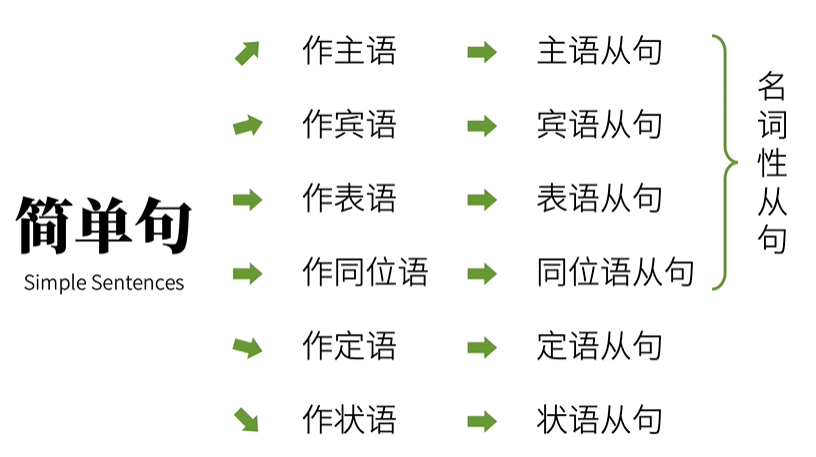 简单句
Simple Sentences
作主语
主语从句
作宾语
宾语从句
作表语
表语从句
作同位语
同位语从句
作定语
定语从句
作状语
状语从句
名词性从句